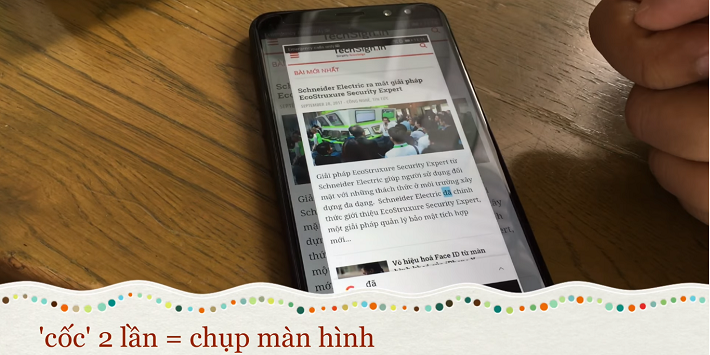 TechSign.in
TechSign.in
BÀI MỚI NHẤT
Schneider Electric ra mắt giải pháp
EcoStruxure Security Expert
Giải pháp EcoStruxure Security Expert từ
Schneider Electric giúp người sử dụng đối
mặt với những thách thức ở môi trường xây
dựng đa dạng. Schneider Electric đã chính
thức giới thiệu EcoStruxure Security Expert,
một giải pháp quản lý bảo mật tích hợp
mới...
Vô hiệu hoá Face ID từ màn
đã
'cốc' 2 lần = chụp màn hình